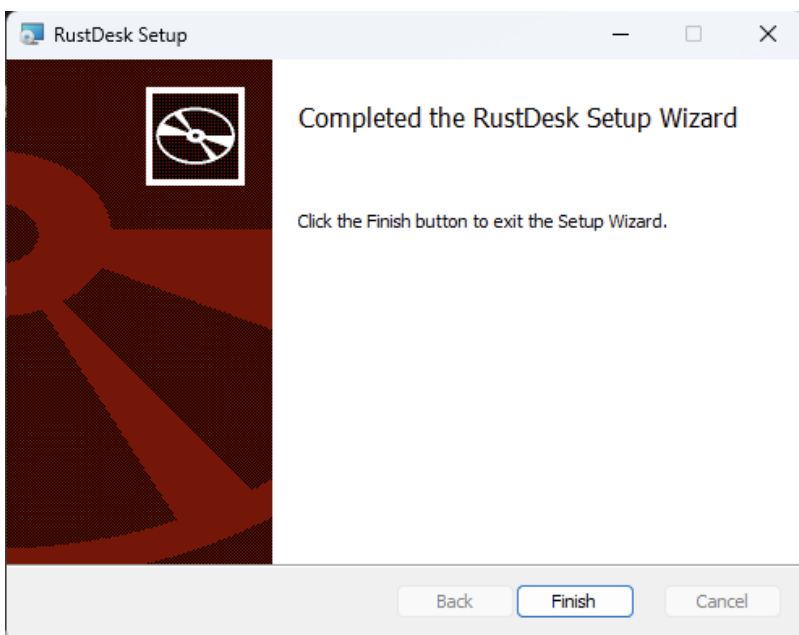 RustDesk Setup
Completed the RustDesk Setup Wizard
Click the Finish button to exit the Setup Wizard.
Back Finish Cancel